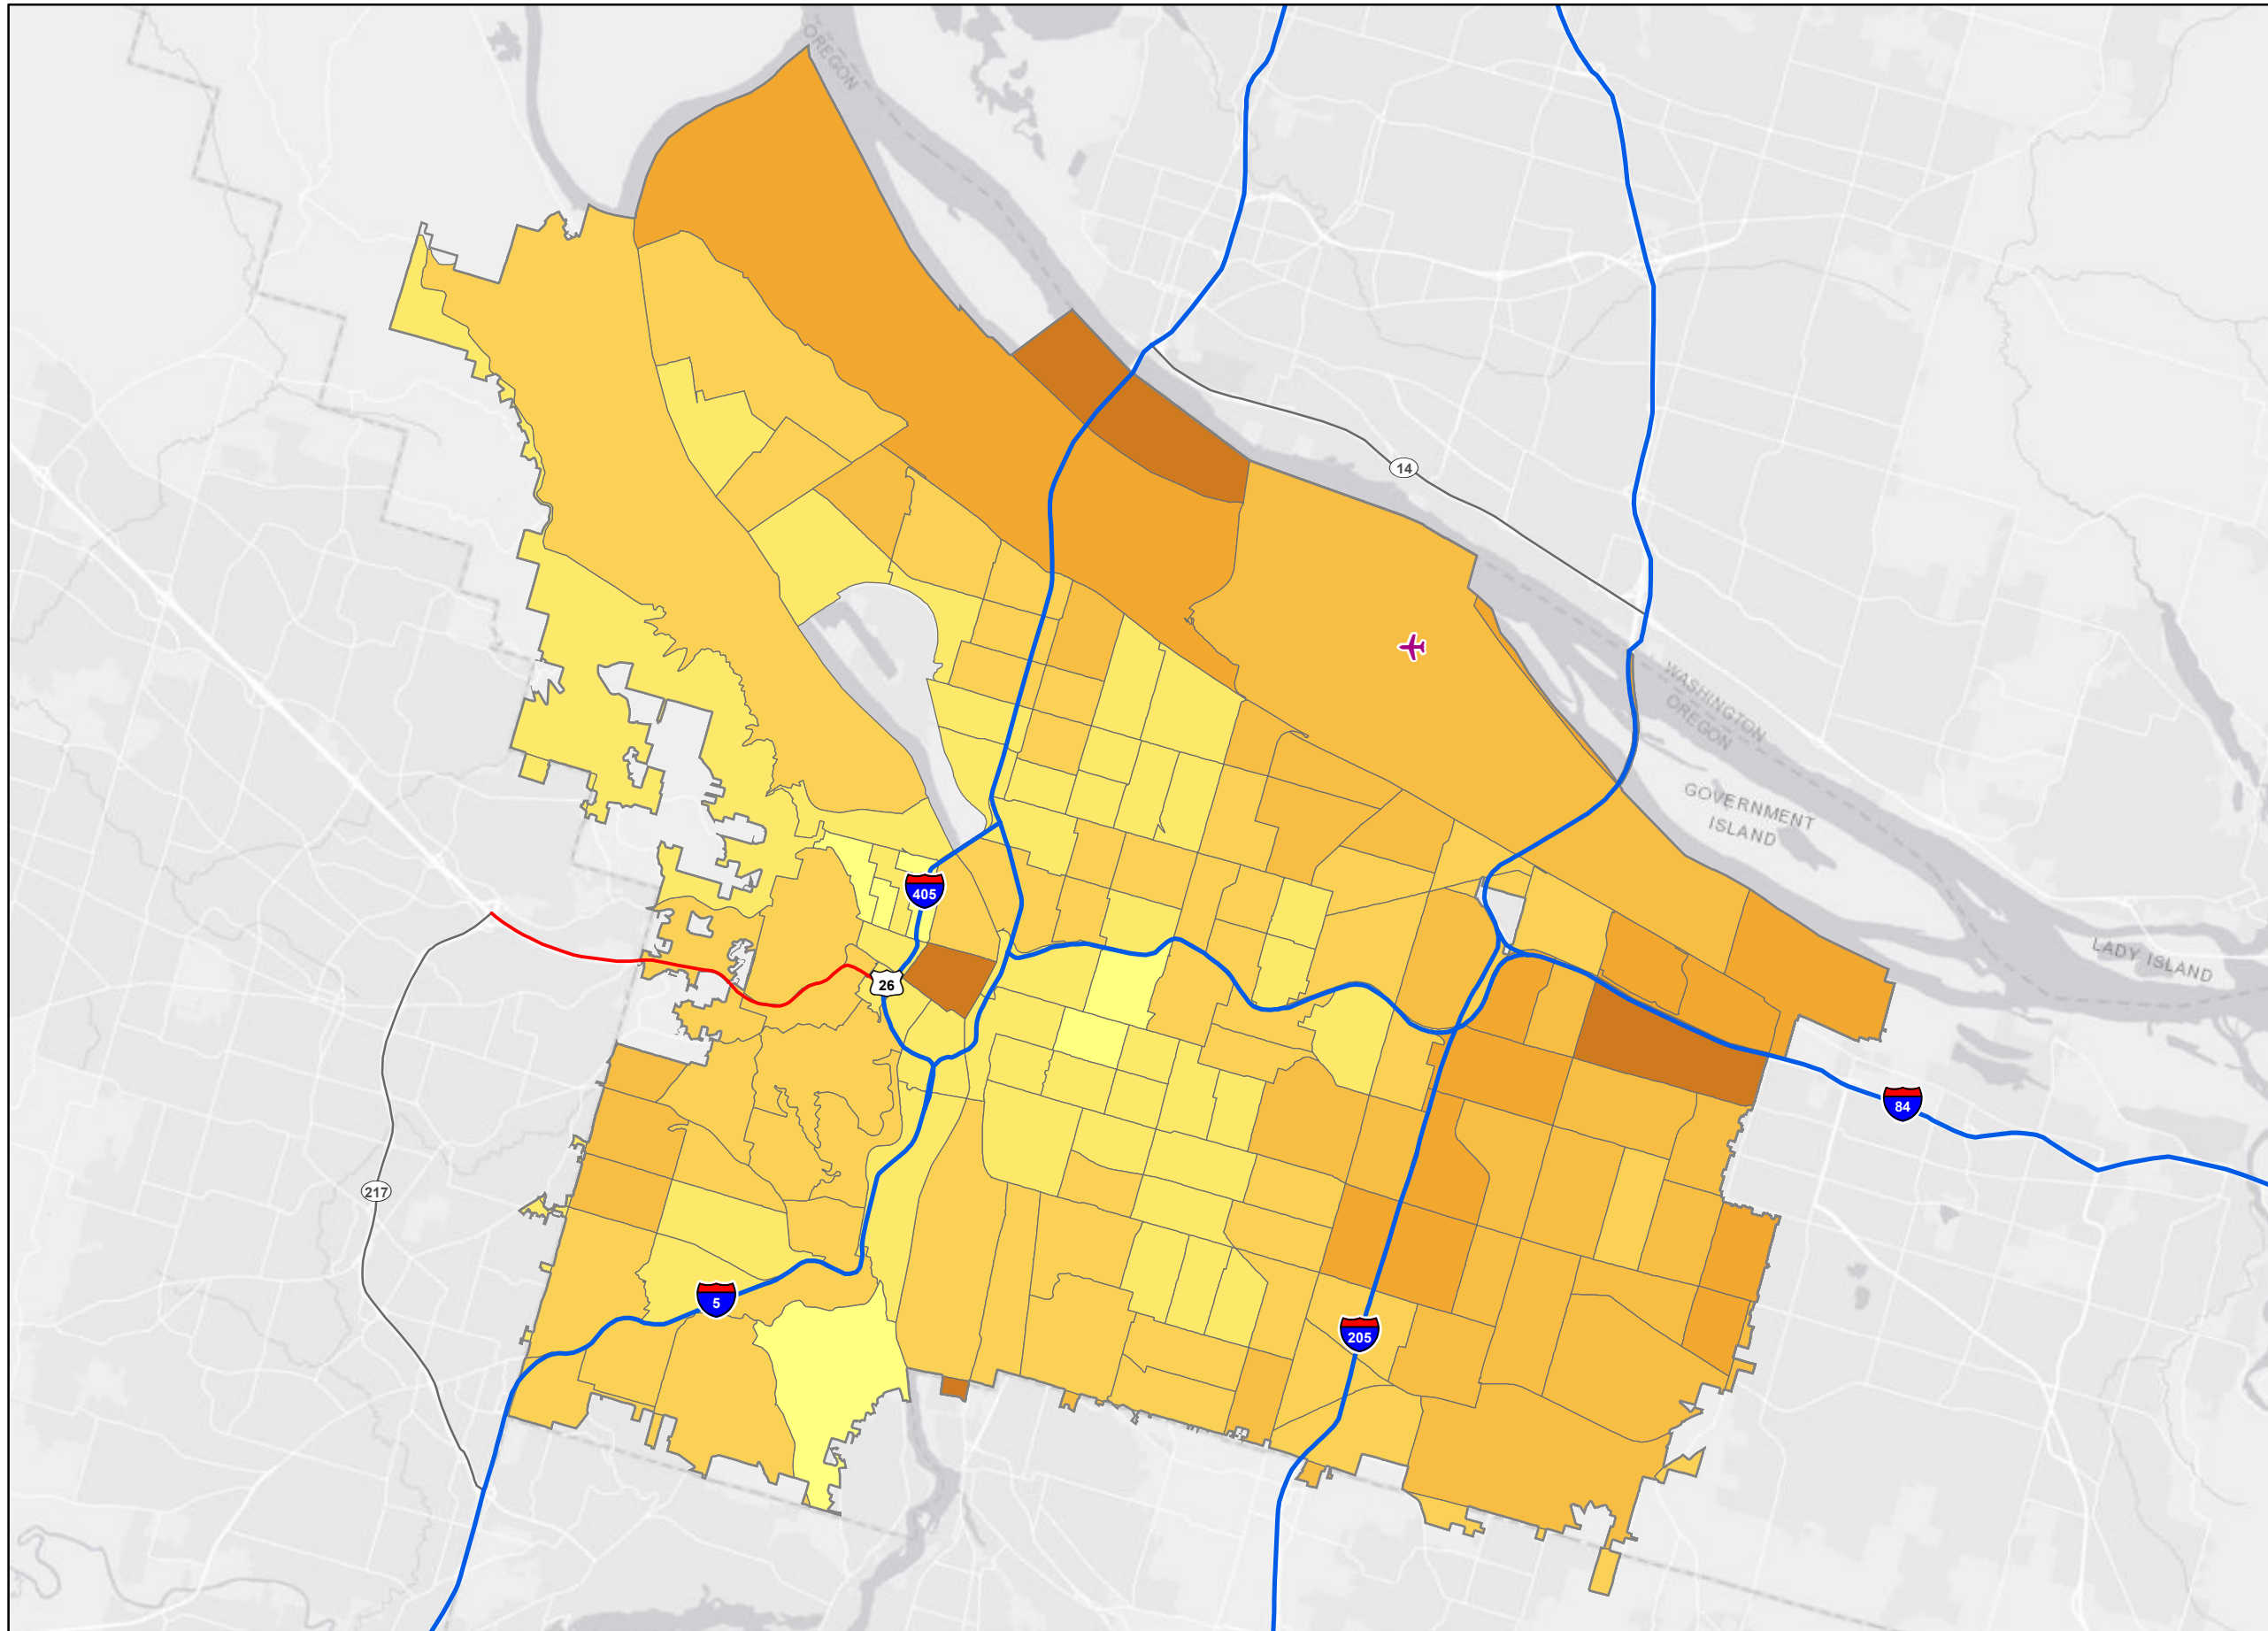 OREGON
14
WASHINGTON
OREGON
GOVERNMENT
ISLAND
405
LADY ISLAND
26
84
217
5
205